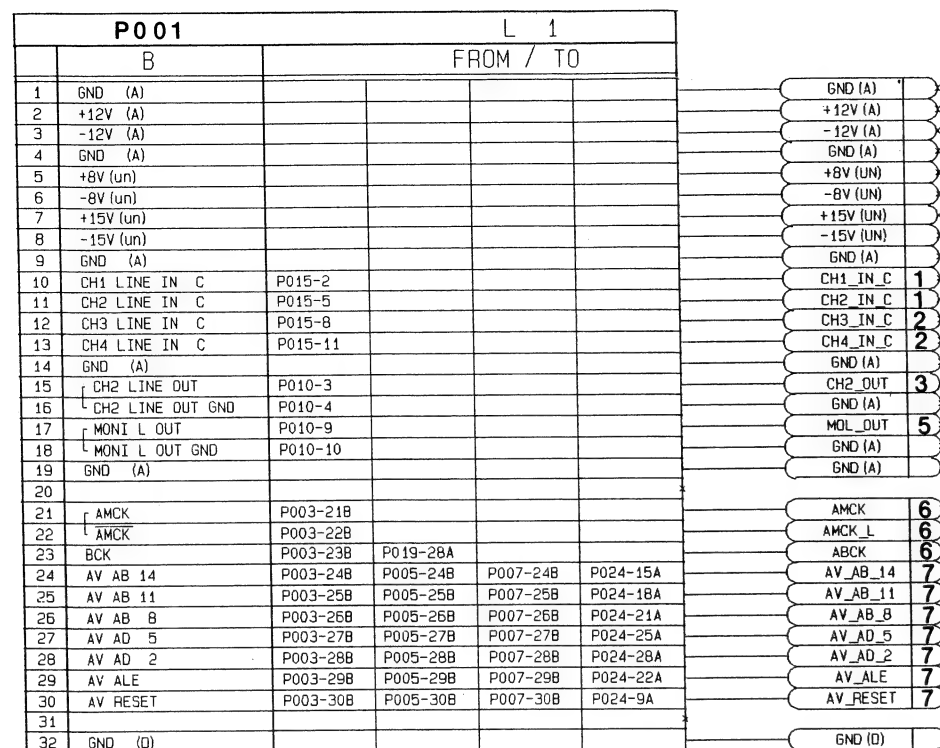 P001 L 1
B FROM / TO
1 GND (A) GND (A)
2 +12V (A) +12V (A)
3 -12V (A) -12V (A)
4 GND (A) GND (A)
5 +8V (un) +8V (UN)
6 -8V (un) -8V (UN)
7 +15V (un) +15V (UN)
8 -15V (un) -15V (UN)
9 GND (A) GND (A)
10 CH1 LINE IN C P015-2 CH1_IN_C 1
11 CH2 LINE IN C P015-5 CH2_IN_C 1
12 CH3 LINE IN C P015-8 CH3_IN_C 2
13 CH4 LINE IN C P015-11 CH4_IN_C 2
14 GND (A) GND (A)
15 CH2 LINE OUT P010-3 CH2_OUT 3
16 CH2 LINE OUT GND P010-4 GND (A)
17 MONI L OUT P010-9 MOL_OUT 5
18 MONI L OUT GND P010-10 GND (A)
19 GND (A) GND (A)
20
21 AMCK P003-21B AMCK 6
22 AMCK P003-22B AMCK_L 6
23 BCK P003-23B P019-28A ABCK 6
24 AV AB 14 P003-24B P005-24B P007-24B P024-15A AV_AB_14 7
25 AV AB 11 P003-25B P005-25B P007-25B P024-18A AV_AB_11 7
26 AV AB 8 P003-26B P005-26B P007-26B P024-21A AV_AB_8 7
27 AV AD 5 P003-27B P005-27B P007-27B P024-25A AV_AD_5 7
28 AV AD 2 P003-28B P005-28B P007-28B P024-28A AV_AD_2 7
29 AV ALE P003-29B P005-29B P007-29B P024-22A AV_ALE 7
30 AV RESET P003-30B P005-30B P007-30B P024-9A AV_RESET 7
31
32 GND (D) GND (D)